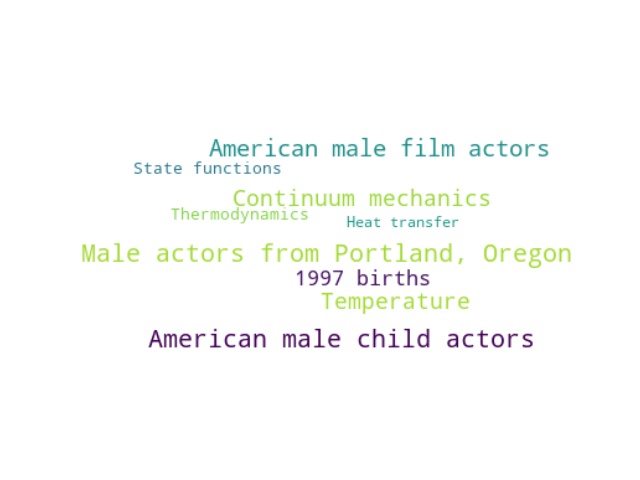 American male film actors
State functions
Continuum mechanics
Thermodynamics
Heat transfer
Male actors from Portland, Oregon
1997 births
Temperature
American male child actors